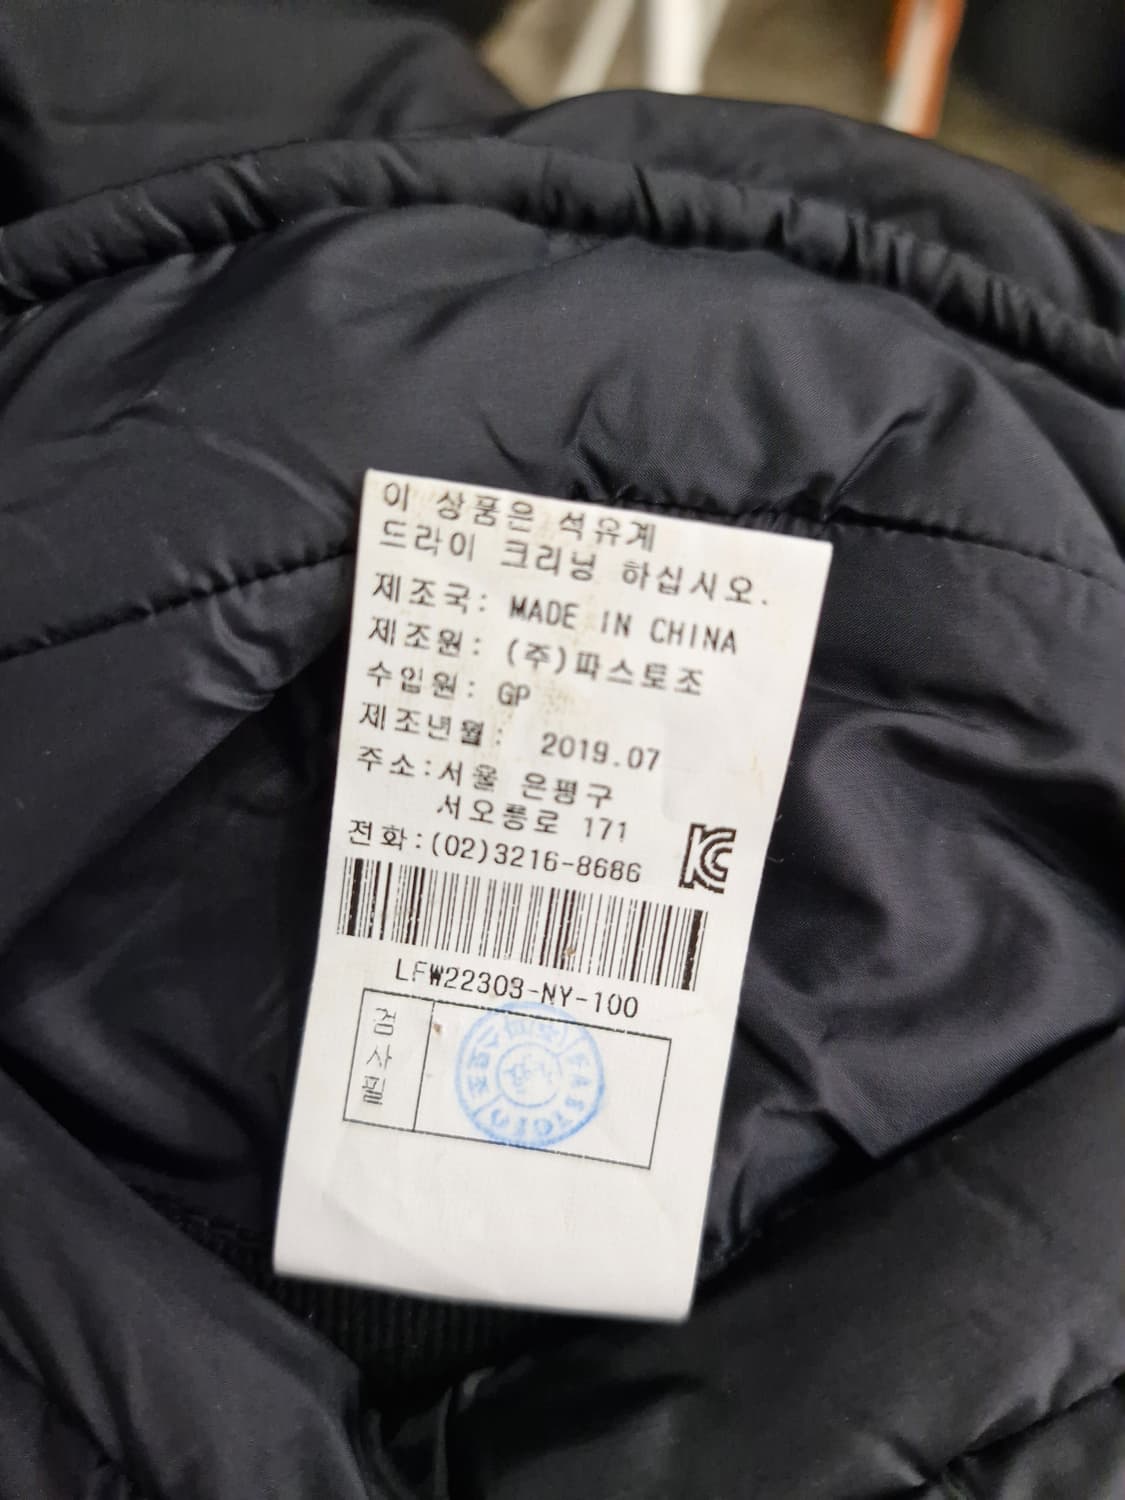 이 상품은 석유계
드라이 크리닝 하십시오.
제조국: MADE IN CHINA
제조원: (주)파스토조
수입원: GP
제조년월: 2019.07
주소:서울 은평구
서오릉로 171
전화:(02)3216-8686
KC
LFW22303-NY-100
검
사
필